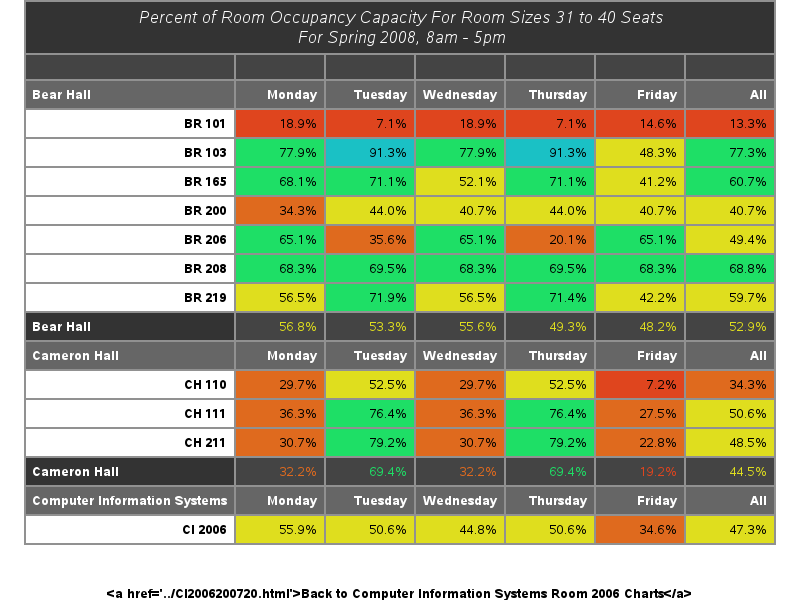 Percent of Room Occupancy Capacity For Room Sizes 31 to 40 Seats
For Spring 2008, 8am - 5pm
Bear Hall Monday Tuesday Wednesday Thursday Friday All
BR 101 18.9% 7.1% 18.9% 7.1% 14.6% 13.3%
BR 103 77.9% 91.3% 77.9% 91.3% 48.3% 77.3%
BR 165 68.1% 71.1% 52.1% 71.1% 41.2% 60.7%
BR 200 34.3% 44.0% 40.7% 44.0% 40.7% 40.7%
BR 206 65.1% 35.6% 65.1% 20.1% 65.1% 49.4%
BR 208 68.3% 69.5% 68.3% 69.5% 68.3% 68.8%
BR 219 56.5% 71.9% 56.5% 71.4% 42.2% 59.7%
Bear Hall 56.8% 53.3% 55.6% 49.3% 48.2% 52.9%
Cameron Hall Monday Tuesday Wednesday Thursday Friday All
CH 110 29.7% 52.5% 29.7% 52.5% 7.2% 34.3%
CH 111 36.3% 76.4% 36.3% 76.4% 27.5% 50.6%
CH 211 30.7% 79.2% 30.7% 79.2% 22.8% 48.5%
Cameron Hall 32.2% 69.4% 32.2% 69.4% 19.2% 44.5%
Computer Information Systems Monday Tuesday Wednesday Thursday Friday All
CI 2006 55.9% 50.6% 44.8% 50.6% 34.6% 47.3%
<a href='../CI2006200720.html'>Back to Computer Information Systems Room 2006 Charts</a>